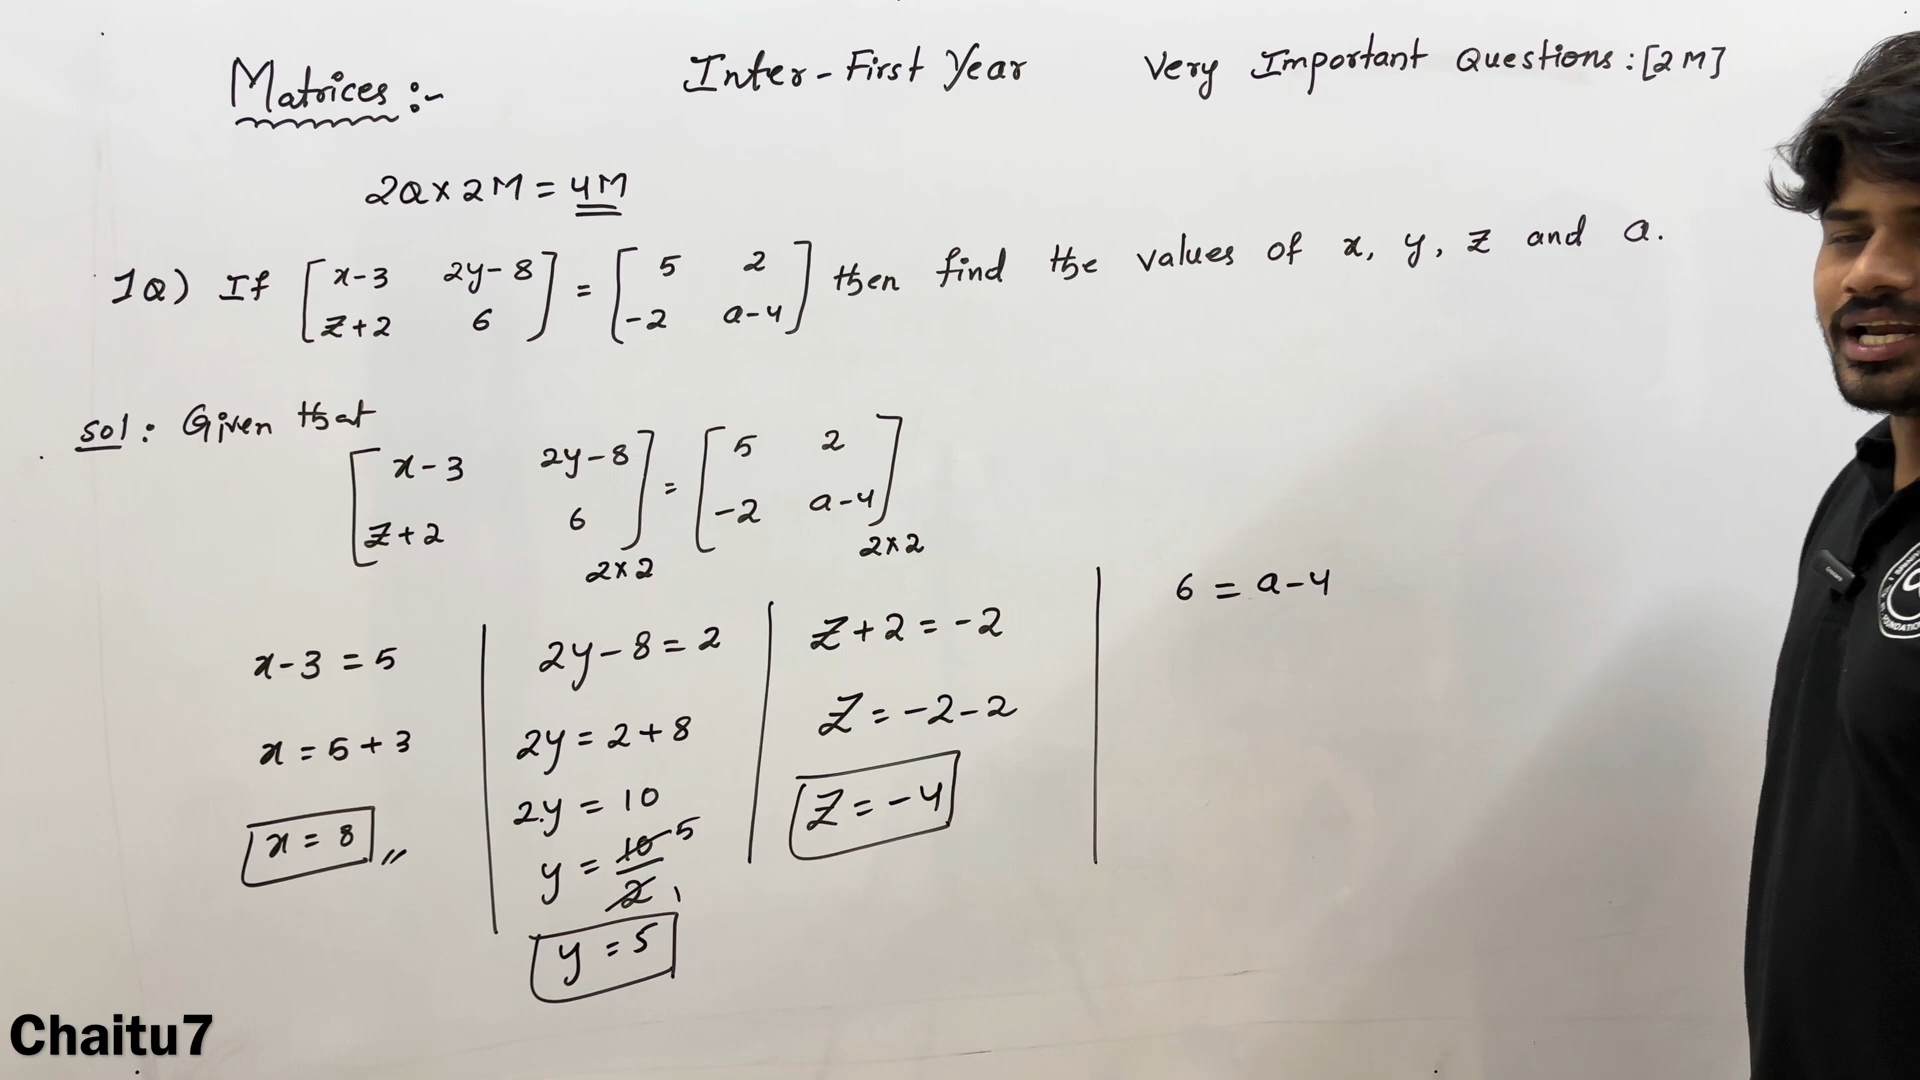 Matrices :-
Inter-First Year
Very Important Questions : [2M]
2Q × 2M = 4M
1Q) If [x-3 2y-8
z+2 6] = [5 2
-2 a-4] then find the values of x, y, z and a.
Sol: Given that
[x-3 2y-8
z+2 6] 2×2 = [5 2
-2 a-4] 2×2
x-3 = 5
x = 5+3
x = 8 //
2y-8 = 2
2y = 2+8
2y = 10
y = 10/2 5 1
y = 5
z+2 = -2
z = -2-2
z = -4
6 = a-4
Chaitu7